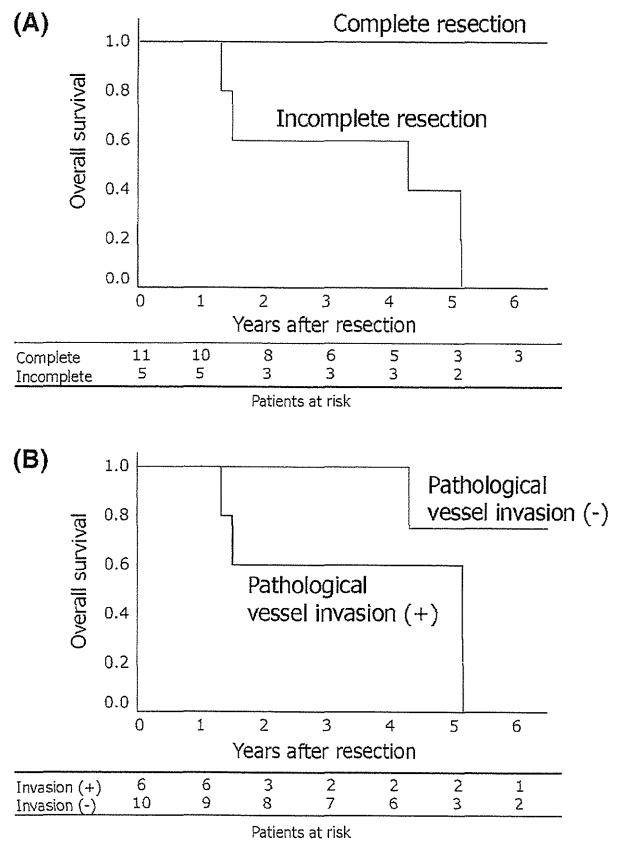 (A)
Complete resection
1.0
0.8
Incomplete resection
0.6
0.4
0.2
0.0
Overall survival
0 1 2 3 4 5 6
Years after resection
Complete 11 10 8 6 5 3 3
Incomplete 5 5 3 3 3 2
Patients at risk
(B)
1.0
Pathological
vessel invasion (-)
0.8
0.6
Pathological
vessel invasion (+)
0.4
0.2
0.0
Overall survival
0 1 2 3 4 5 6
Years after resection
Invasion (+) 6 6 3 2 2 2 1
Invasion (-) 10 9 8 7 6 3 2
Patients at risk